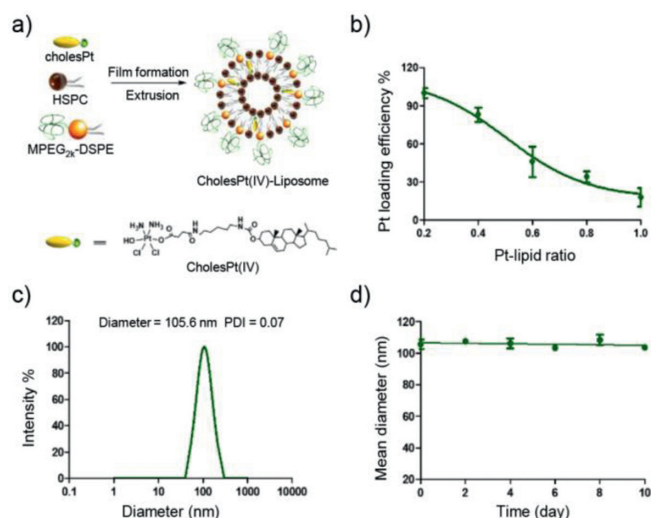 a)
cholesPt
HSPC
MPEG2k-DSPE
Film formation
Extrusion
CholesPt(IV)-Liposome
H3N NH3
HO Pt O
Cl Cl
O
O
H
N
N
H
O
O
H
H
H
CholesPt(IV)
b)
Pt loading efficiency %
120
90
60
30
0
0.2 0.4 0.6 0.8 1.0
Pt-lipid ratio
c)
Diameter = 105.6 nm PDI = 0.07
Intensity %
120
100
80
60
40
20
0
0.1 1 10 100 1000 10000
Diameter (nm)
d)
Mean diameter (nm)
120
100
80
60
40
20
0 2 4 6 8 10
Time (day)